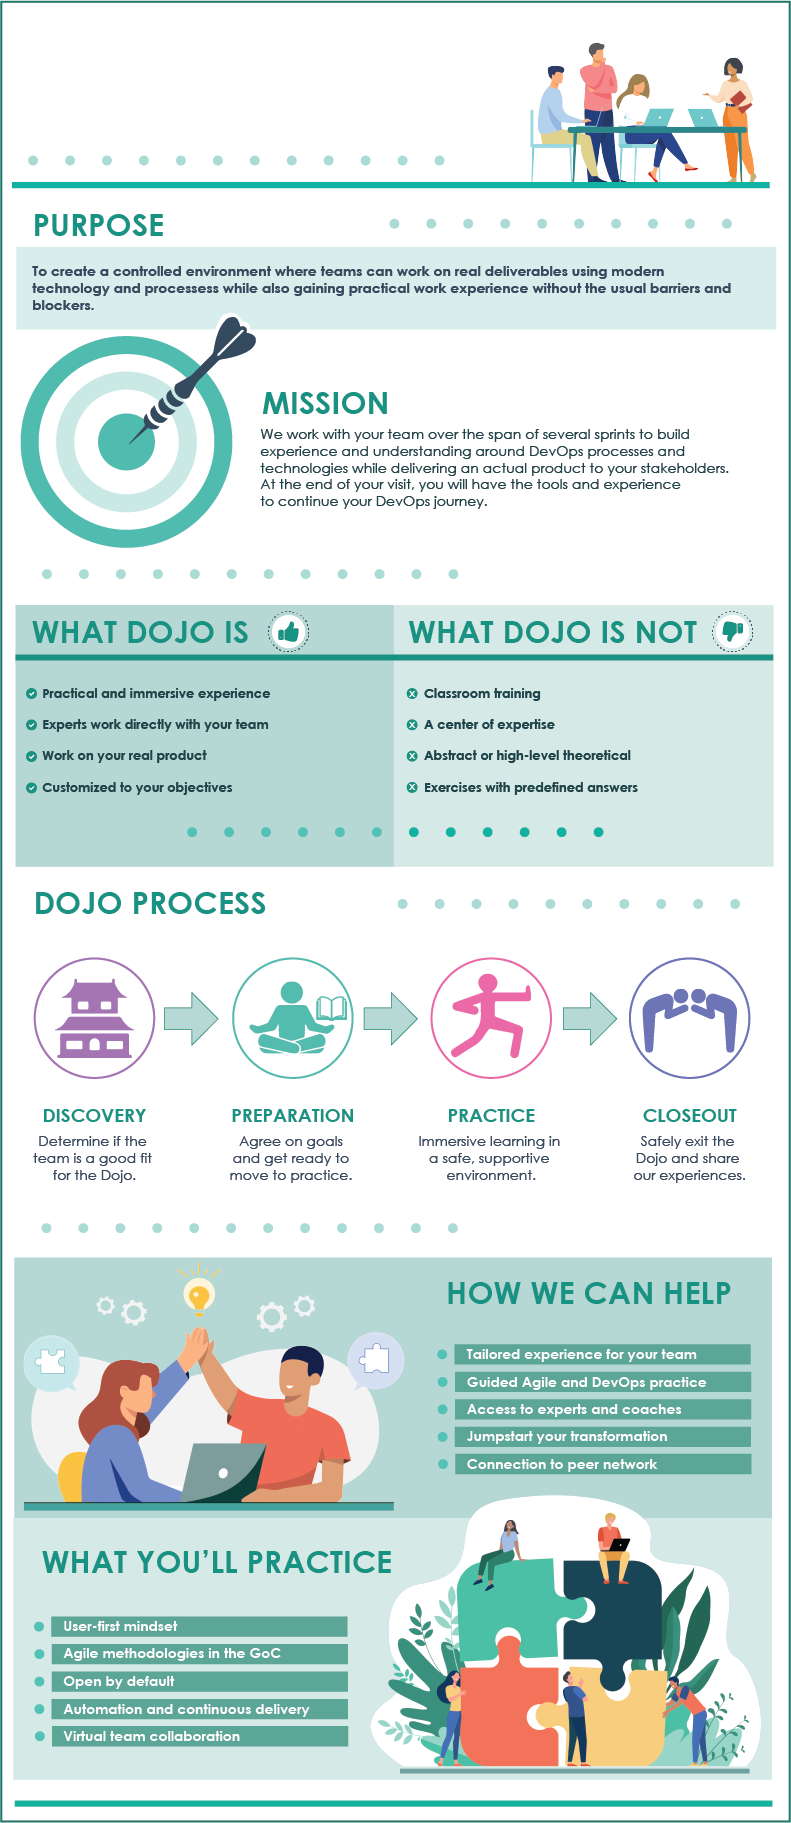 PURPOSE
To create a controlled environment where teams can work on real deliverables using modern
technology and processess while also gaining practical work experience without the usual barriers and
blockers.
MISSION
We work with your team over the span of several sprints to build
experience and understanding around DevOps processes and
technologies while delivering an actual product to your stakeholders.
At the end of your visit, you will have the tools and experience
to continue your DevOps journey.
WHAT DOJO IS
Practical and immersive experience
Experts work directly with your team
Work on your real product
Customized to your objectives
WHAT DOJO IS NOT
Classroom training
A center of expertise
Abstract or high-level theoretical
Exercises with predefined answers
DOJO PROCESS
DISCOVERY
Determine if the
team is a good fit
for the Dojo.
PREPARATION
Agree on goals
and get ready to
move to practice.
PRACTICE
Immersive learning in
a safe, supportive
environment.
CLOSEOUT
Safely exit the
Dojo and share
our experiences.
HOW WE CAN HELP
Tailored experience for your team
Guided Agile and DevOps practice
Access to experts and coaches
Jumpstart your transformation
Connection to peer network
WHAT YOU'LL PRACTICE
User-first mindset
Agile methodologies in the GoC
Open by default
Automation and continuous delivery
Virtual team collaboration